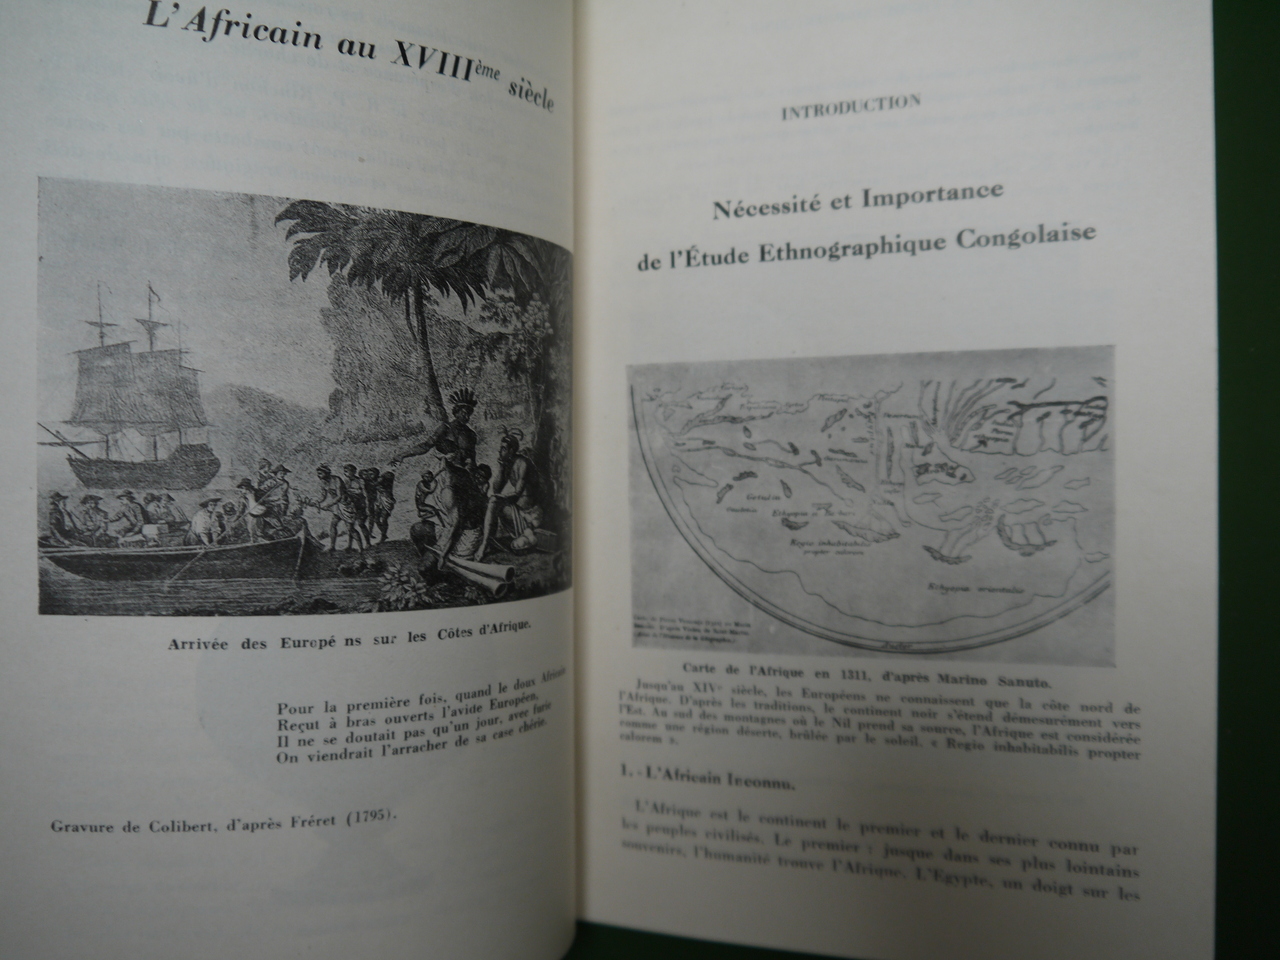 L'Africain au XVIIIème siècle
Arrivée des Europé ns sur les Côtes d'Afrique.
Pour la première fois, quand le doux Africain
Reçut à bras ouverts l'avide Européen,
Il ne se doutait pas qu'un jour, avec furie
On viendrait l'arracher de sa case chérie.
Gravure de Colibert, d'après Fréret (1795).
INTRODUCTION
Nécessité et Importance
de l'Étude Ethnographique Congolaise
Getulia
Regio inhabitabilis
propter calorem
Ethyopia orientalis
Carte de l'Afrique en 1311, d'après Marino Sanuto.
Jusqu'au XIVe siècle, les Européens ne connaissent que la côte nord de
l'Afrique. D'après les traditions, le continent noir s'étend démesurément vers
l'Est. Au sud des montagnes où le Nil prend sa source, l'Afrique est considérée
comme une région déserte, brûlée par le soleil. « Regio inhabitabilis propter
calorem ».
1. - L'Africain Inconnu.
L'Afrique est le continent le premier et le dernier connu par
les peuples civilisés. Le premier : jusque dans ses plus lointains
souvenirs, l'humanité trouve l'Afrique. L'Egypte, un doigt sur les